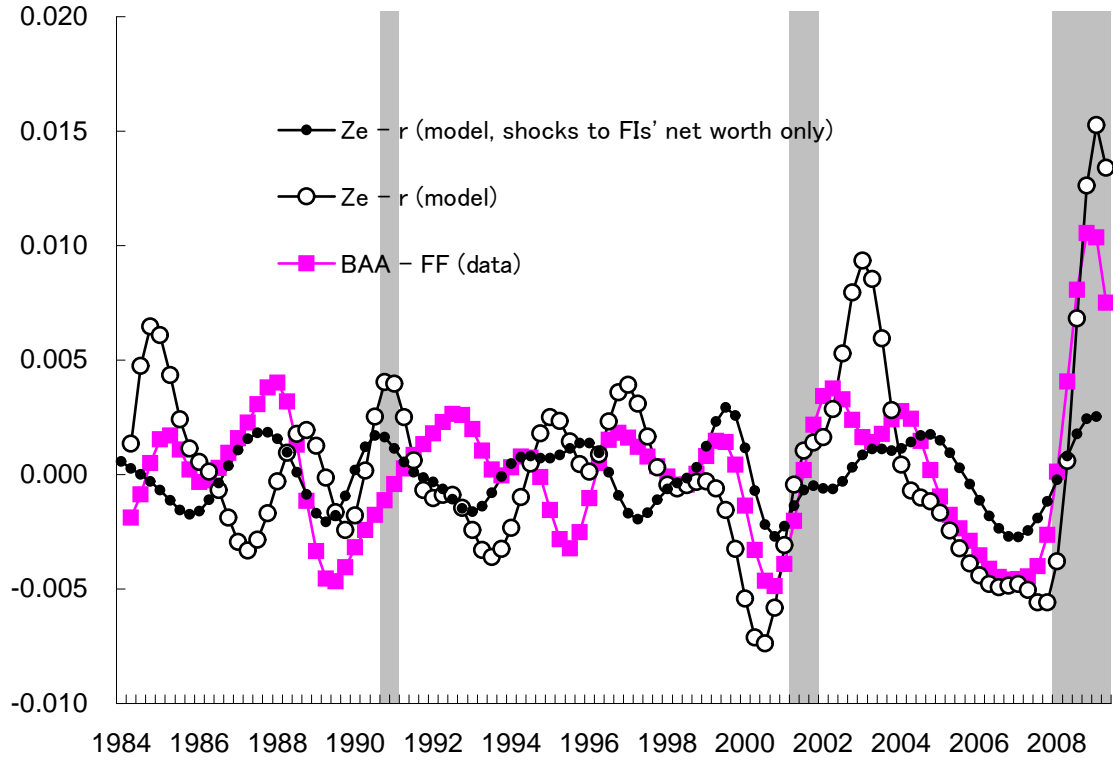 0.020
0.015
0.010
0.005
0.000
-0.005
-0.010
Ze − r (model, shocks to FIs' net worth only)
Ze − r (model)
BAA − FF (data)
1984 1986 1988 1990 1992 1994 1996 1998 2000 2002 2004 2006 2008